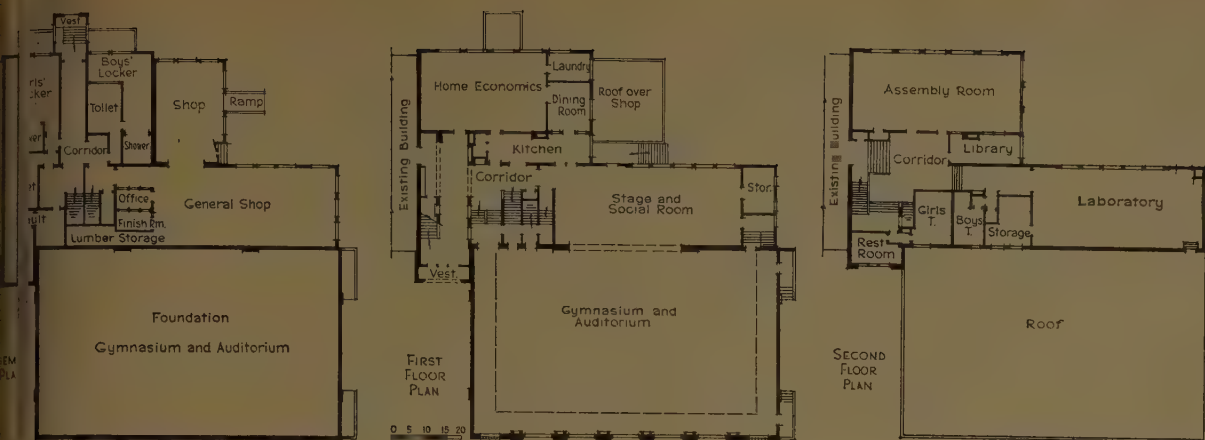 Vest.
Boys'
Locker
Toilet
Shower
Corridor
Shop
Ramp
Office
Finish Rm.
General Shop
Lumber Storage
Foundation
Gymnasium and Auditorium
Existing Building
Home Economics
Laundry
Dining
Room
Roof over
Shop
Kitchen
Corridor
Stage and
Social Room
Stor.
Vest.
Gymnasium and
Auditorium
FIRST
FLOOR
PLAN
0 5 10 15 20
Existing Building
Assembly Room
Corridor
Library
Laboratory
Girls
T.
Boys
T.
Storage
Rest
Room
Roof
SECOND
FLOOR
PLAN